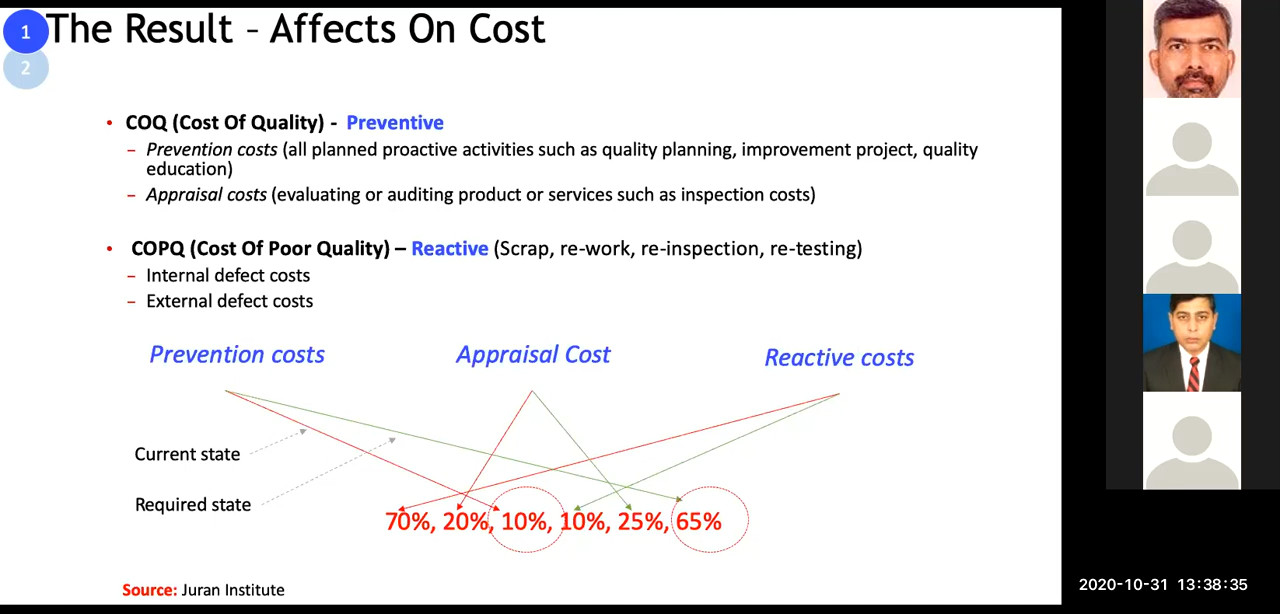 1
The Result – Affects On Cost
2
• COQ (Cost Of Quality) - Preventive
– Prevention costs (all planned proactive activities such as quality planning, improvement project, quality
education)
– Appraisal costs (evaluating or auditing product or services such as inspection costs)
• COPQ (Cost Of Poor Quality) – Reactive (Scrap, re-work, re-inspection, re-testing)
– Internal defect costs
– External defect costs
Prevention costs
Appraisal Cost
Reactive costs
Current state
Required state
70%, 20%, 10%, 10%, 25%, 65%
Source: Juran Institute
2020-10-31 13:38:35